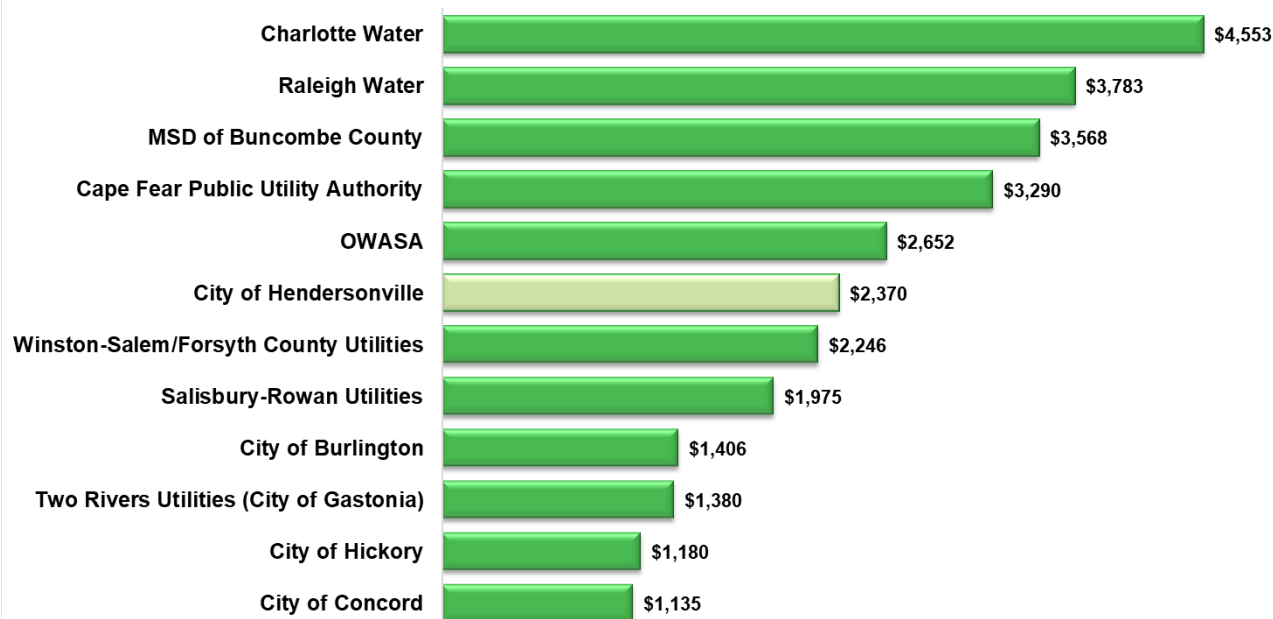 Charlotte Water $4,553
Raleigh Water $3,783
MSD of Buncombe County $3,568
Cape Fear Public Utility Authority $3,290
OWASA $2,652
City of Hendersonville $2,370
Winston-Salem/Forsyth County Utilities $2,246
Salisbury-Rowan Utilities $1,975
City of Burlington $1,406
Two Rivers Utilities (City of Gastonia) $1,380
City of Hickory $1,180
City of Concord $1,135